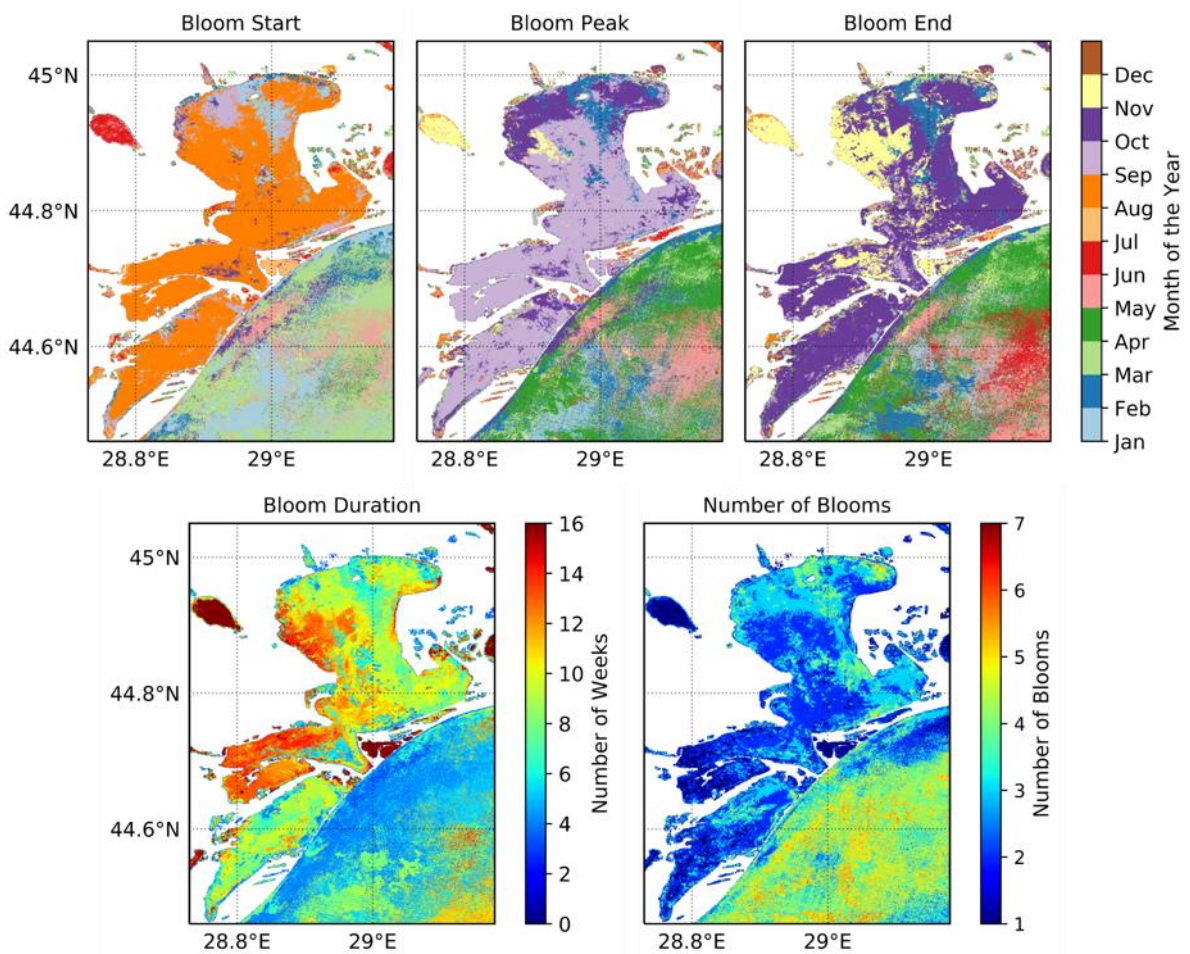 Bloom Start
Bloom Peak
Bloom End
45°N
44.8°N
44.6°N
28.8°E
29°E
28.8°E
29°E
28.8°E
29°E
Dec
Nov
Oct
Sep
Aug
Jul
Jun
May
Apr
Mar
Feb
Jan
Month of the Year
Bloom Duration
Number of Blooms
45°N
44.8°N
44.6°N
28.8°E
29°E
16
14
12
10
8
6
4
2
0
Number of Weeks
28.8°E
29°E
7
6
5
4
3
2
1
Number of Blooms